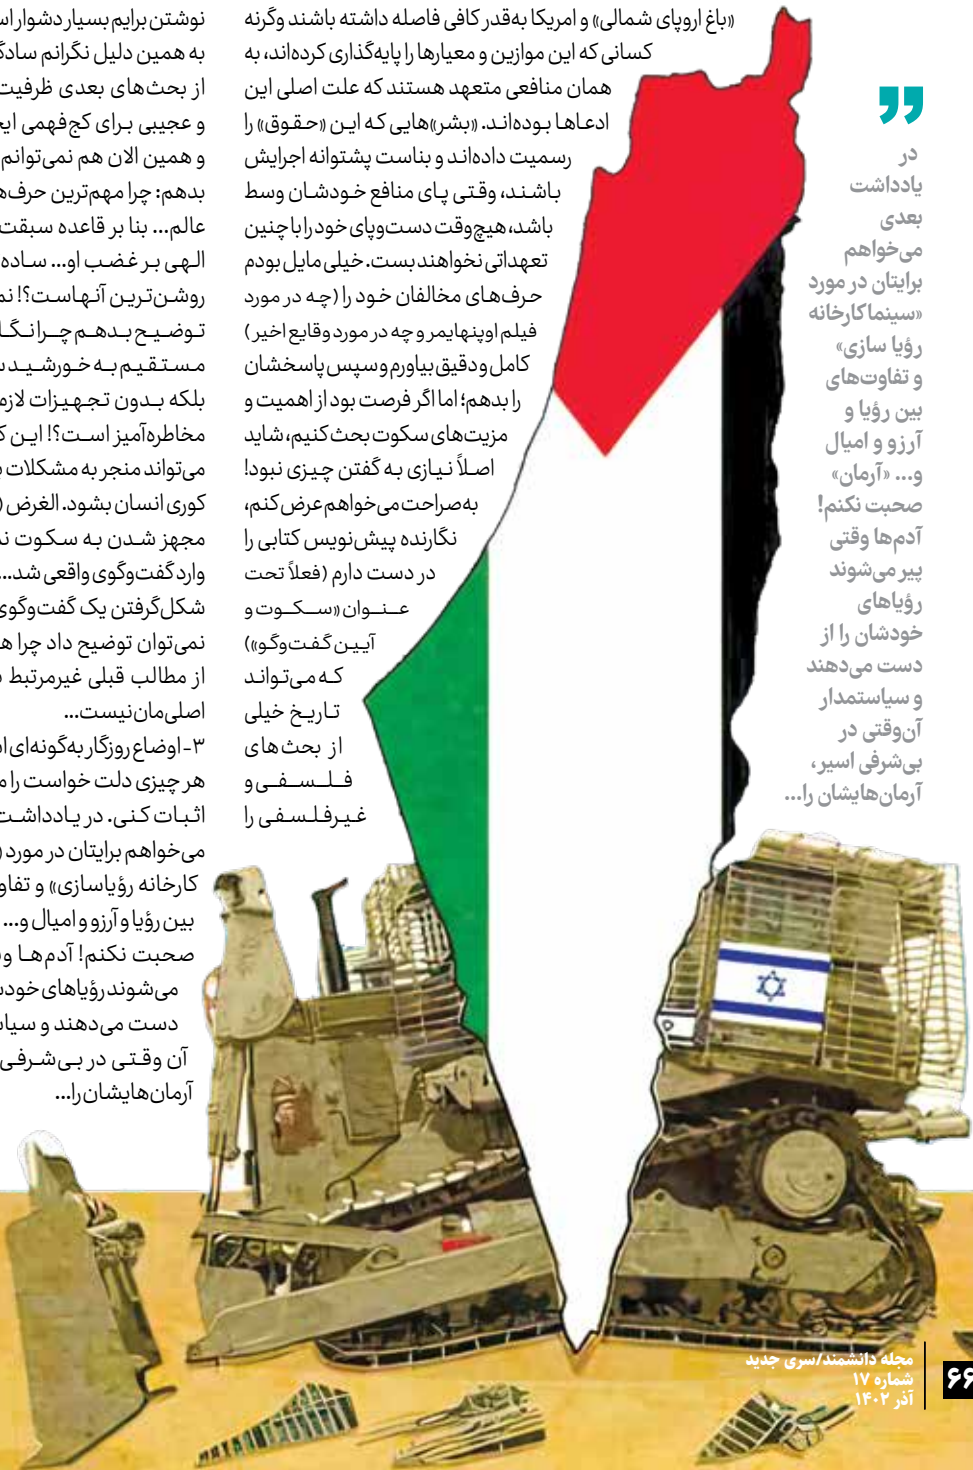 در
یادداشت
بعدی
می‌خواهم
برایتان در مورد
«سینما کارخانه
رؤیا سازی»
و تفاوت‌های
بین رؤیا و
آرزو و امیال
و... «آرمان»
صحبت نکنم!
آدم‌ها وقتی
پیر می‌شوند
رؤیاهای
خودشان را از
دست می‌دهند
و سیاستمدار
آن‌وقتی در
بی‌شرفی اسیر،
آرمان‌هایشان را...
«باغ اروپای شمالی» و امریکا به‌قدر کافی فاصله داشته باشند وگرنه
کسانی که این موازین و معیارها را پایه‌گذاری کرده‌اند، به
همان منافعی متعهد هستند که علت اصلی این
ادعاها بوده‌اند. «بشر»هایی که این «حقوق» را
رسمیت داده‌اند و بناست پشتوانه اجرایش
باشند، وقتی پای منافع خودشان وسط
باشد، هیچ‌وقت دست‌وپای خود را با چنین
تعهداتی نخواهند بست. خیلی مایل بودم
حرف‌های مخالفان خود را (چه در مورد
فیلم اوپنهایمر و چه در مورد وقایع اخیر)
کامل و دقیق بیاورم و سپس پاسخشان
را بدهم؛ اما اگر فرصت بود از اهمیت و
مزیت‌های سکوت بحث کنیم، شاید
اصلاً نیازی به گفتن چیزی نبود!
به‌صراحت می‌خواهم عرض کنم،
نگارنده پیش‌نویس کتابی را
در دست دارم (فعلاً تحت
عنوان «سکوت و
آیین گفت‌وگو»)
که می‌تواند
تاریخ خیلی
از بحث‌های
فلسفی و
غیرفلسفی را
نوشتن برایم بسیار دشوار
به همین دلیل نگرانم
از بحث‌های بعدی ظرفیت
و عجیبی برای کج‌فهمی
و همین الان هم نمی‌توانم
بدهم: چرا مهم‌ترین
عالم... بنا بر قاعده سبقت
الهی بر غضب او... ساده
روشن‌ترین آنهاست؟!
توضیح بدهم چرا
مستقیم به خورشید
بلکه بدون تجهیزات
مخاطره‌آمیز است؟! این
می‌تواند منجر به مشکلات
کوری انسان بشود. الغرض (
مجهز شدن به سکوت
وارد گفت‌وگوی واقعی شد...
شکل‌گرفتن یک گفت‌وگوی
نمی‌توان توضیح داد چرا
از مطالب قبلی غیرمرتبط
اصلی‌مان نیست...
۳- اوضاع روزگار به‌گونه‌ای
هر چیزی دلت خواست را
اثبات کنی. در یادداشت
می‌خواهم برایتان در مورد (
کارخانه رؤیاسازی» و
بین رؤیا و آرزو و امیال و...
صحبت نکنم! آدم‌ها
می‌شوند رؤیاهای
دست می‌دهند و
آن وقتی در بی‌شرفی
آرمان‌هایشان را...
مجله دانشمند/سری جدید
شماره ۱۷
آذر ۱۴۰۲
۶۶